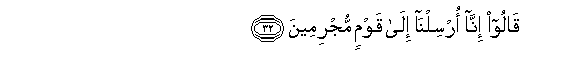 قَالُوٓا۟ إِنَّآ أُرْسِلْنَآ إِلَىٰ قَوْمٍ مُّجْرِمِينَ ﴿٣٢﴾